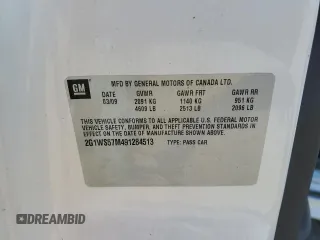 GM
MFD BY GENERAL MOTORS OF CANADA LTD.
DATE GVWR GAWR FRT GAWR RR
03/09 2091 KG 1140 KG 951 KG
4609 LB 2513 LB 2096 LB
THIS VEHICLE CONFORMS TO ALL APPLICABLE U.S. FEDERAL MOTOR
VEHICLE SAFETY, BUMPER, AND THEFT PREVENTION STANDARDS IN
EFFECT ON THE DATE OF MANUFACTURE SHOWN ABOVE.
2G1WS57M491284513 TYPE: PASS CAR
DREAMBID
dreambid.com